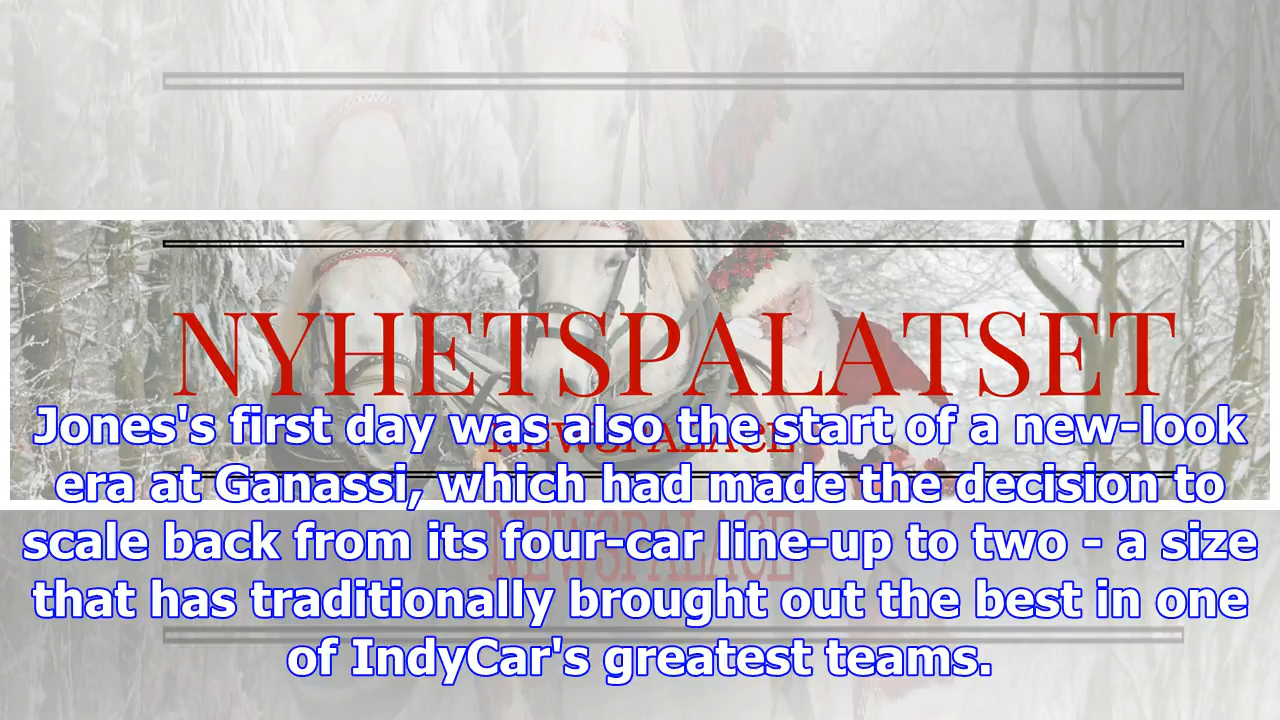 NYHETSPALATSET
NEWSPALACE
Jones's first day was also the start of a new-look
era at Ganassi, which had made the decision to
scale back from its four-car line-up to two - a size
that has traditionally brought out the best in one
of IndyCar's greatest teams.
NEWSPALACE